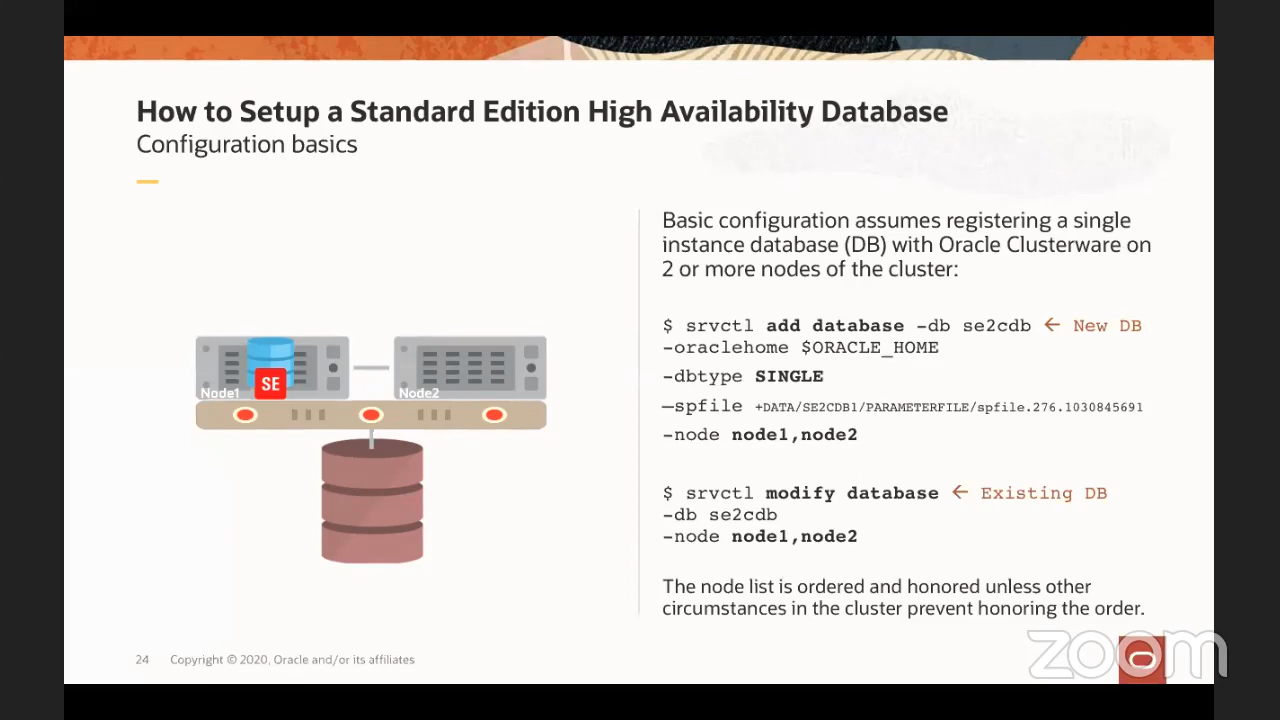 How to Setup a Standard Edition High Availability Database
Configuration basics
SE
Node1
Node2
Basic configuration assumes registering a single
instance database (DB) with Oracle Clusterware on
2 or more nodes of the cluster:
$ srvctl add database -db se2cdb ← New DB
-oraclehome $ORACLE_HOME
-dbtype SINGLE
–spfile +DATA/SE2CDB1/PARAMETERFILE/spfile.276.1030845691
-node node1,node2
$ srvctl modify database ← Existing DB
-db se2cdb
-node node1,node2
The node list is ordered and honored unless other
circumstances in the cluster prevent honoring the order.
24 Copyright © 2020, Oracle and/or its affiliates
zoom